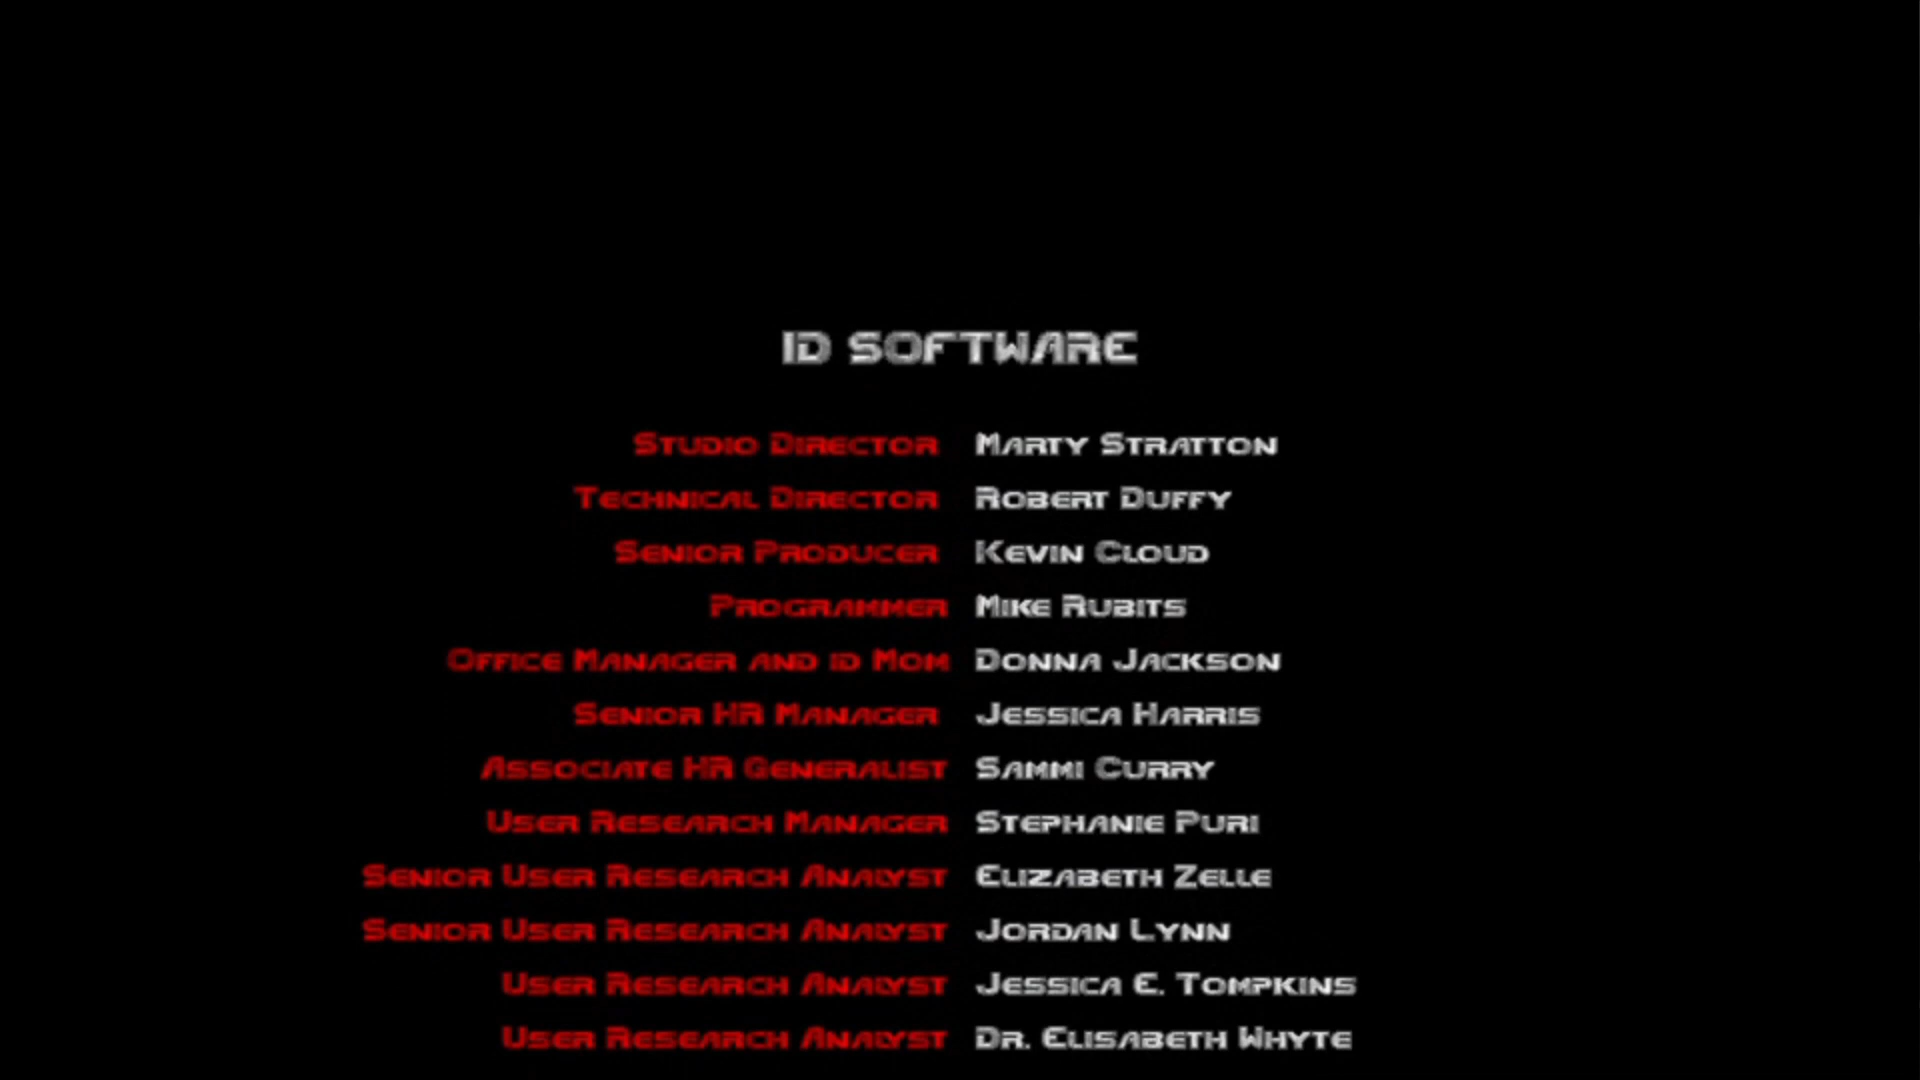 ID SOFTWARE
STUDIO DIRECTOR MARTY STRATTON
TECHNICAL DIRECTOR ROBERT DUFFY
SENIOR PRODUCER KEVIN CLOUD
PROGRAMMER MIKE RUBITS
OFFICE MANAGER AND ID MOM DONNA JACKSON
SENIOR HR MANAGER JESSICA HARRIS
ASSOCIATE HR GENERALIST SAMMI CURRY
USER RESEARCH MANAGER STEPHANIE PURI
SENIOR USER RESEARCH ANALYST ELIZABETH ZELLE
SENIOR USER RESEARCH ANALYST JORDAN LYNN
USER RESEARCH ANALYST JESSICA E. TOMPKINS
USER RESEARCH ANALYST DR. ELISABETH WHYTE